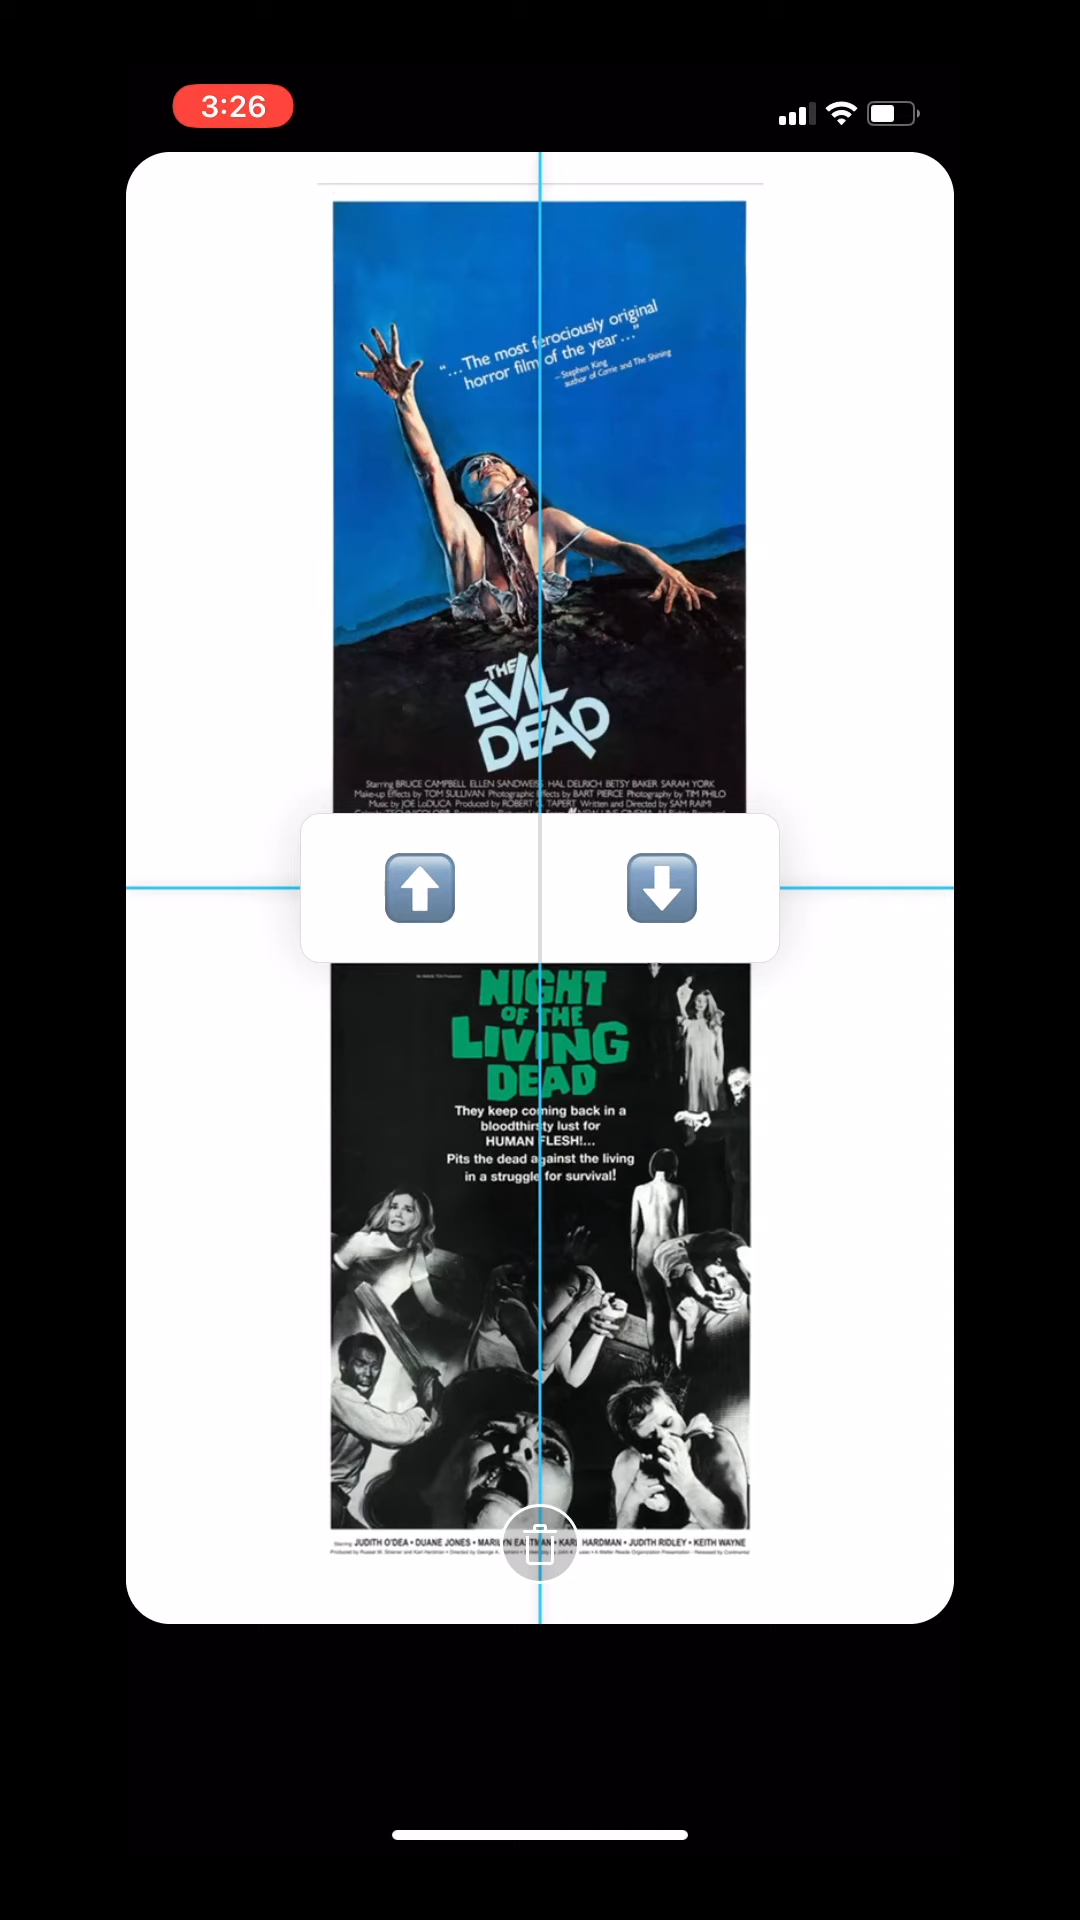 3:26
“...The most ferociously original
horror film of the year...”
– Stephen King
author of Carrie and The Shining
THE
EVIL
DEAD
Starring BRUCE CAMPBELL ELLEN SANDWEISS HAL DELRICH BETSY BAKER SARAH YORK
Make-up Effects by TOM SULLIVAN Photographic Effects by BART PIERCE Photography by TIM PHILO
Music by JOE LoDUCA Produced by ROBERT G. TAPERT Written and Directed by SAM RAIMI
NIGHT
OF THE
LIVING
DEAD
They keep coming back in a
bloodthirsty lust for
HUMAN FLESH!...
Pits the dead against the living
in a struggle for survival!
Starring JUDITH O'DEA • DUANE JONES • MARILYN EASTMAN • KARL HARDMAN • JUDITH RIDLEY • KEITH WAYNE